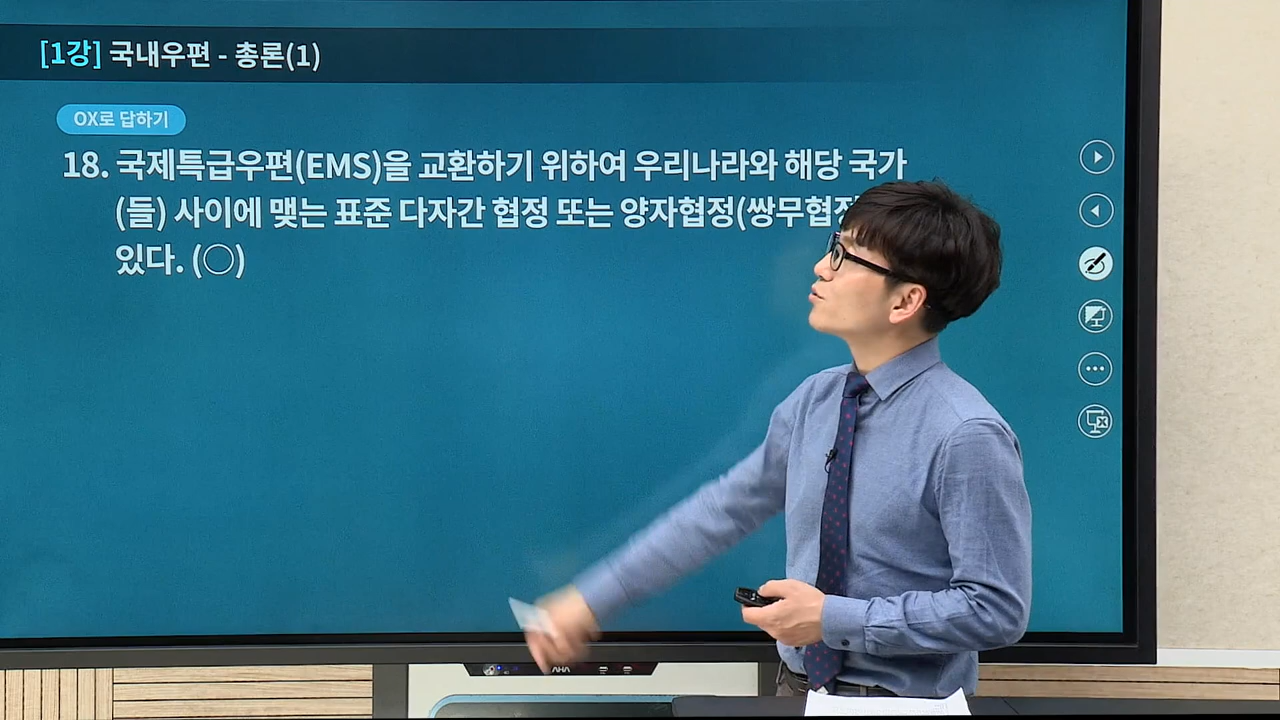 [1강] 국내우편 - 총론(1)
OX로 답하기
18. 국제특급우편(EMS)을 교환하기 위하여 우리나라와 해당 국가
(들) 사이에 맺는 표준 다자간 협정 또는 양자협정(쌍무협정
있다. (○)
AHA